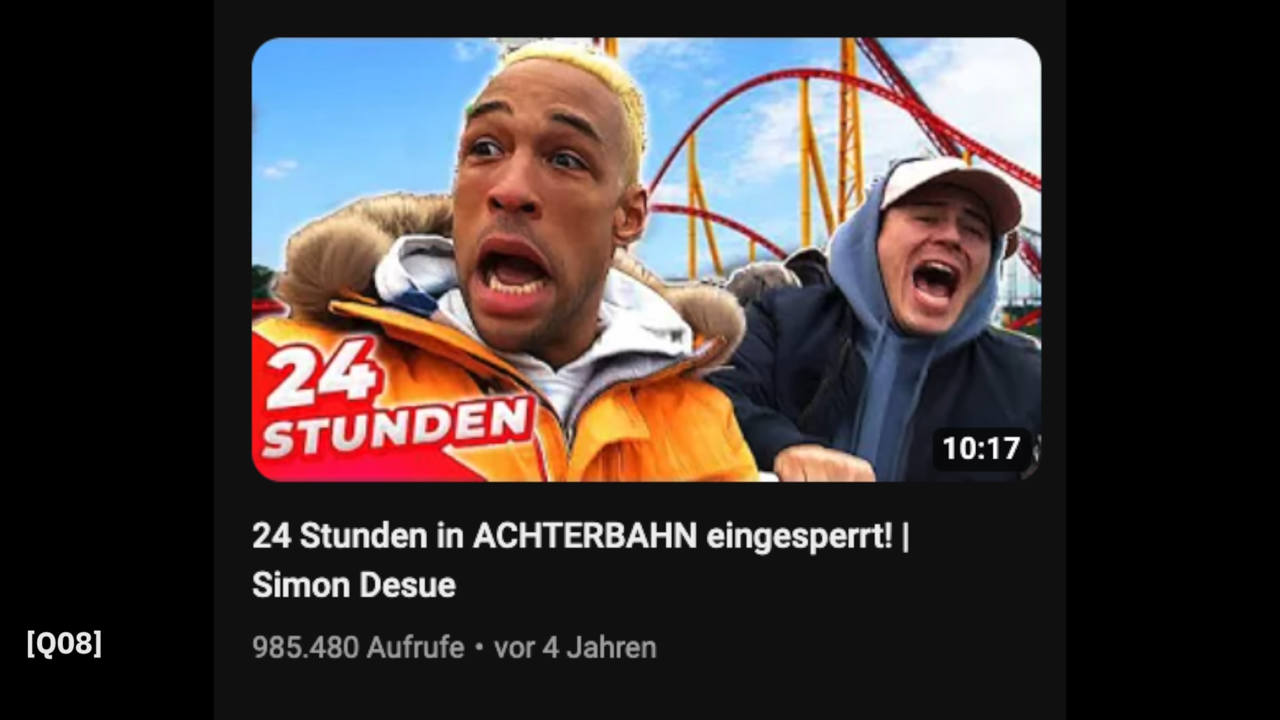 24
STUNDEN
10:17
24 Stunden in ACHTERBAHN eingesperrt! |
Simon Desue
985.480 Aufrufe • vor 4 Jahren
[Q08]